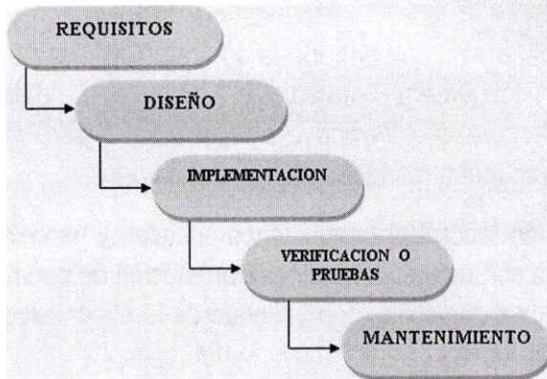 REQUISITOS
DISEÑO
IMPLEMENTACION
VERIFICACION O
PRUEBAS
MANTENIMIENTO